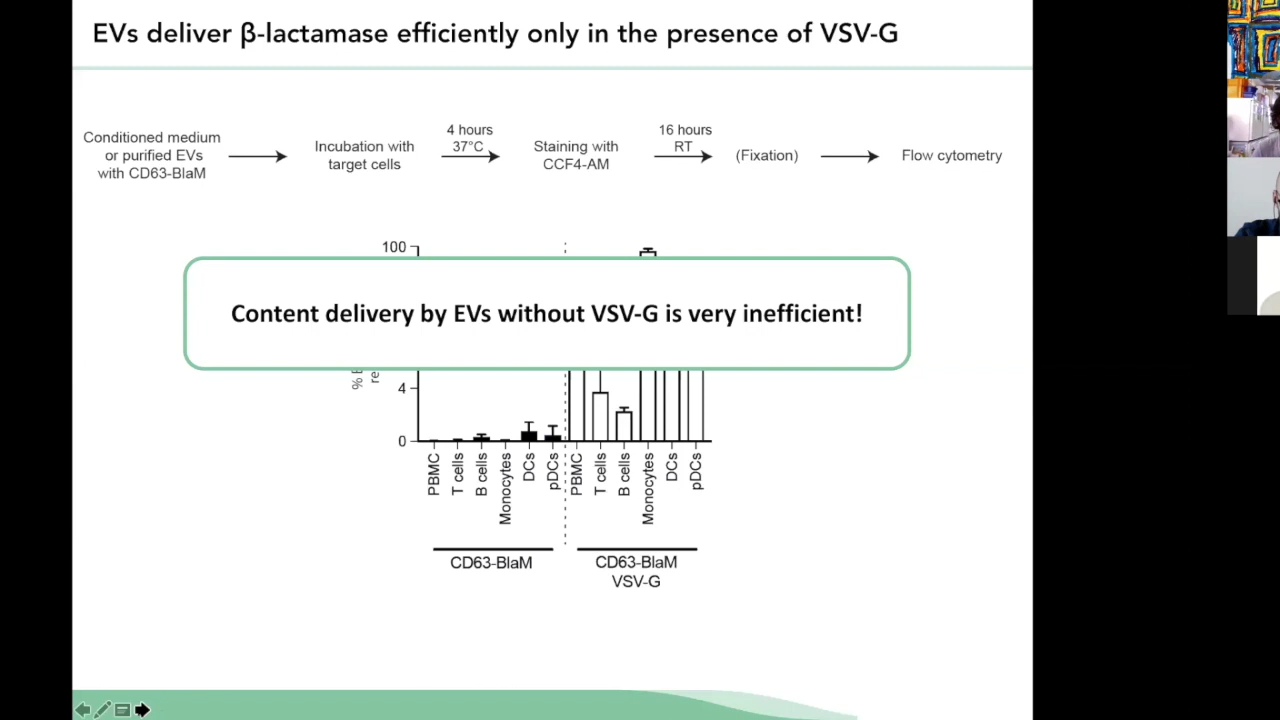 EVs deliver β-lactamase efficiently only in the presence of VSV-G
Conditioned medium
or purified EVs
with CD63-BlaM
Incubation with
target cells
4 hours
37°C
Staining with
CCF4-AM
16 hours
RT
(Fixation)
Flow cytometry
100
Content delivery by EVs without VSV-G is very inefficient!
4
0
PBMC
T cells
B cells
Monocytes
DCs
pDCs
PBMC
T cells
B cells
Monocytes
DCs
pDCs
CD63-BlaM
CD63-BlaM
VSV-G